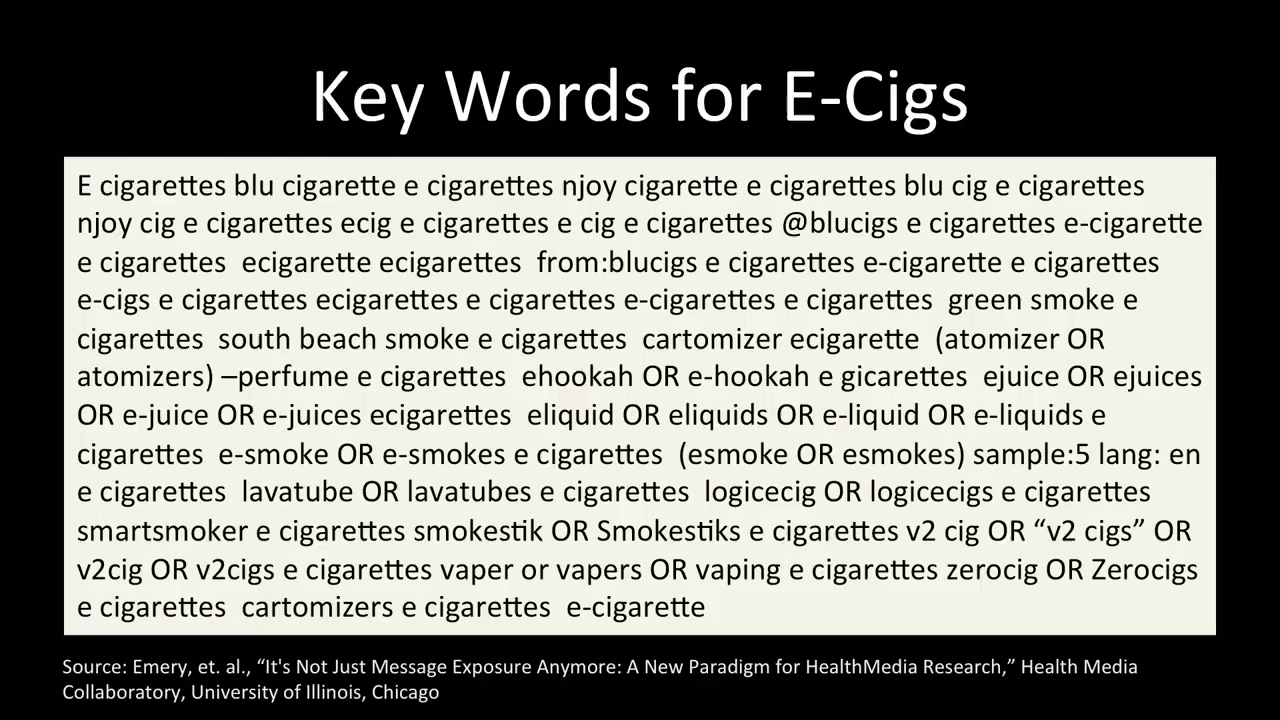 Key Words for E-Cigs
E cigarettes blu cigarette e cigarettes njoy cigarette e cigarettes blu cig e cigarettes
njoy cig e cigarettes ecig e cigarettes e cig e cigarettes @blucigs e cigarettes e-cigarette
e cigarettes  ecigarette ecigarettes  from:blucigs e cigarettes e-cigarette e cigarettes
e-cigs e cigarettes ecigarettes e cigarettes e-cigarettes e cigarettes  green smoke e
cigarettes  south beach smoke e cigarettes  cartomizer ecigarette  (atomizer OR
atomizers) –perfume e cigarettes  ehookah OR e-hookah e gicarettes  ejuice OR ejuices
OR e-juice OR e-juices ecigarettes  eliquid OR eliquids OR e-liquid OR e-liquids e
cigarettes  e-smoke OR e-smokes e cigarettes  (esmoke OR esmokes) sample:5 lang: en
e cigarettes  lavatube OR lavatubes e cigarettes  logicecig OR logicecigs e cigarettes
smartsmoker e cigarettes smokestik OR Smokestiks e cigarettes v2 cig OR “v2 cigs” OR
v2cig OR v2cigs e cigarettes vaper or vapers OR vaping e cigarettes zerocig OR Zerocigs
e cigarettes  cartomizers e cigarettes  e-cigarette
Source: Emery, et. al., “It's Not Just Message Exposure Anymore: A New Paradigm for HealthMedia Research,” Health Media
Collaboratory, University of Illinois, Chicago